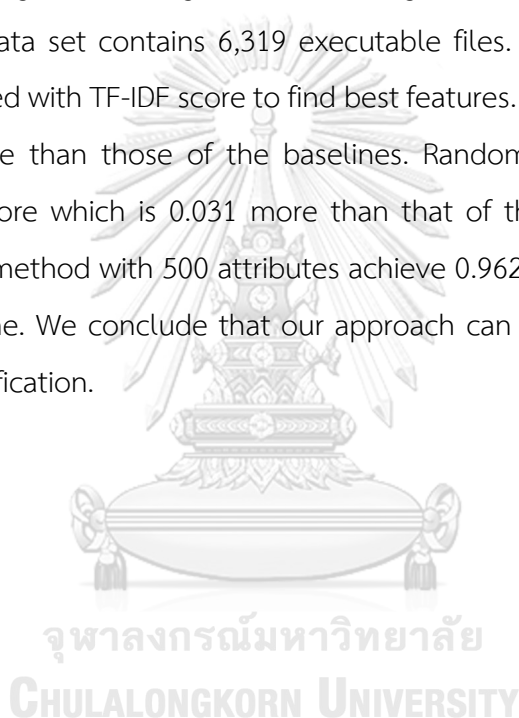 ata set contains 6,319 executable files.
ed with TF-IDF score to find best features.
e than those of the baselines. Random
ore which is 0.031 more than that of th
method with 500 attributes achieve 0.962
ne. We conclude that our approach can
fication.
จุฬาลงกรณ์มหาวิทยาลัย
CHULALONGKORN UNIVERSITY